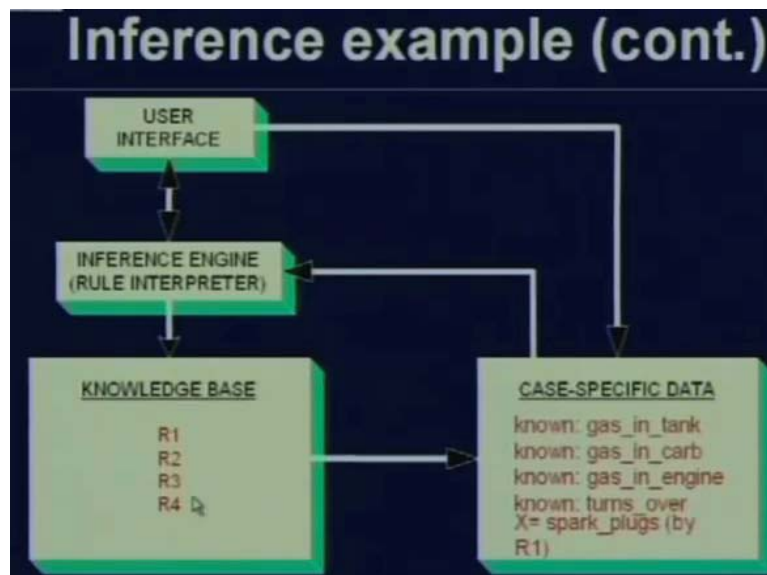 Inference example (cont.)
USER
INTERFACE
INFERENCE ENGINE
(RULE INTERPRETER)
KNOWLEDGE BASE
R1
R2
R3
R4
CASE-SPECIFIC DATA
known: gas_in_tank
known: gas_in_carb
known: gas_in_engine
known: turns_over
X= spark_plugs (by
R1)